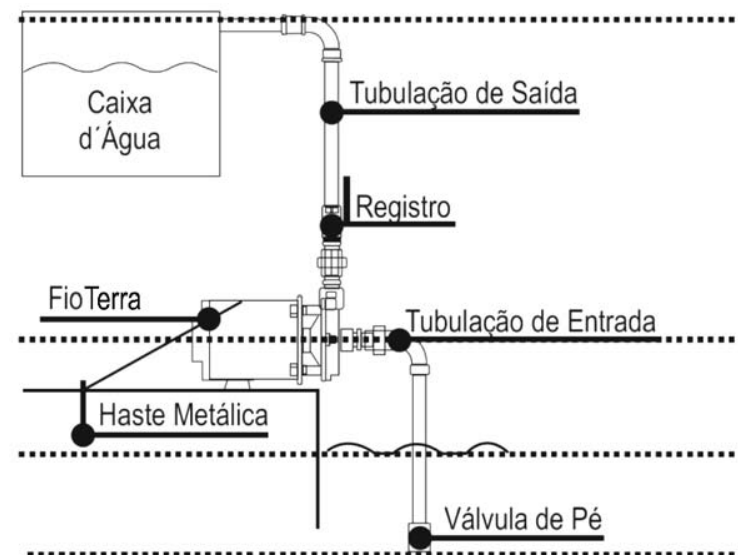 Caixa
d´Água
Tubulação de Saída
Registro
FioTerra
Tubulação de Entrada
Haste Metálica
Válvula de Pé